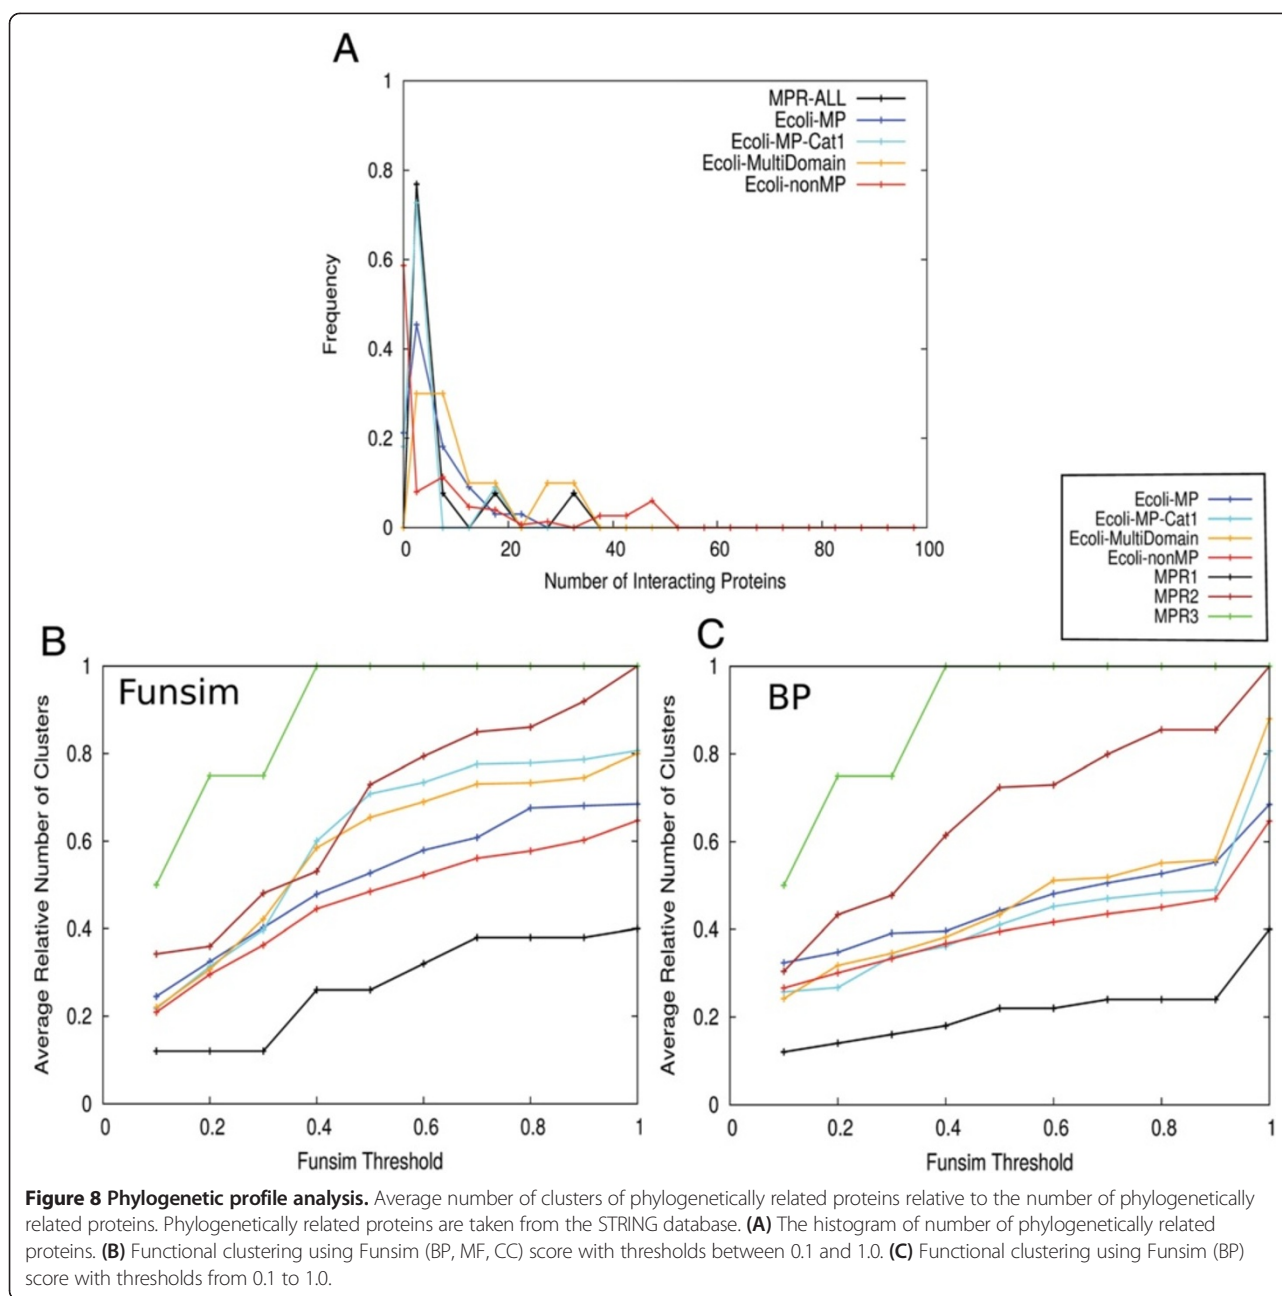 A
1
0.8
0.6
0.4
0.2
0
Frequency
MPR-ALL
Ecoli-MP
Ecoli-MP-Cat1
Ecoli-MultiDomain
Ecoli-nonMP
0 20 40 60 80 100
Number of Interacting Proteins
Ecoli-MP
Ecoli-MP-Cat1
Ecoli-MultiDomain
Ecoli-nonMP
MPR1
MPR2
MPR3
B
Funsim
1
0.8
0.6
0.4
0.2
0
Average Relative Number of Clusters
0 0.2 0.4 0.6 0.8 1
Funsim Threshold
C
BP
1
0.8
0.6
0.4
0.2
0
Average Relative Number of Clusters
0 0.2 0.4 0.6 0.8 1
Funsim Threshold
Figure 8 Phylogenetic profile analysis. Average number of clusters of phylogenetically related proteins relative to the number of phylogenetically
related proteins. Phylogenetically related proteins are taken from the STRING database. (A) The histogram of number of phylogenetically related
proteins. (B) Functional clustering using Funsim (BP, MF, CC) score with thresholds between 0.1 and 1.0. (C) Functional clustering using Funsim (BP)
score with thresholds from 0.1 to 1.0.